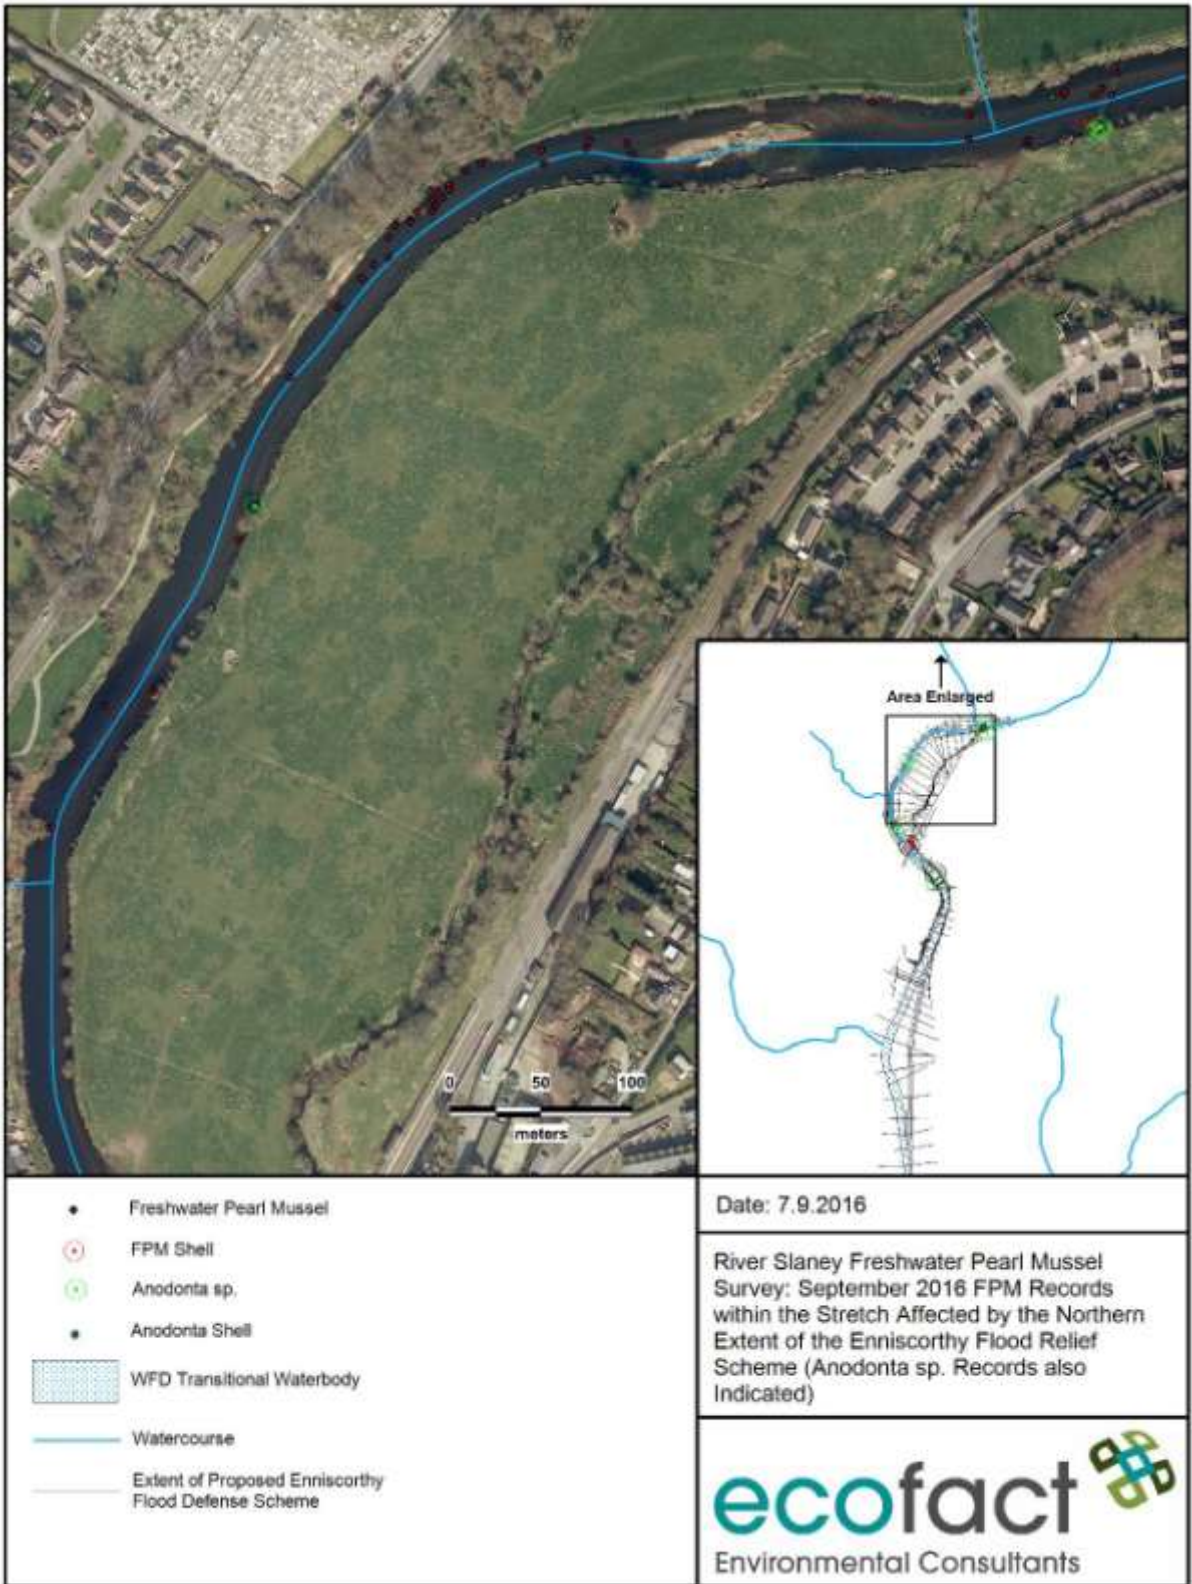 Area Enlarged
0 50 100
meters
Freshwater Pearl Mussel
FPM Shell
Anodonta sp.
Anodonta Shell
WFD Transitional Waterbody
Watercourse
Extent of Proposed Enniscorthy
Flood Defense Scheme
Date: 7.9.2016
River Slaney Freshwater Pearl Mussel
Survey: September 2016 FPM Records
within the Stretch Affected by the Northern
Extent of the Enniscorthy Flood Relief
Scheme (Anodonta sp. Records also
Indicated)
ecofact
Environmental Consultants